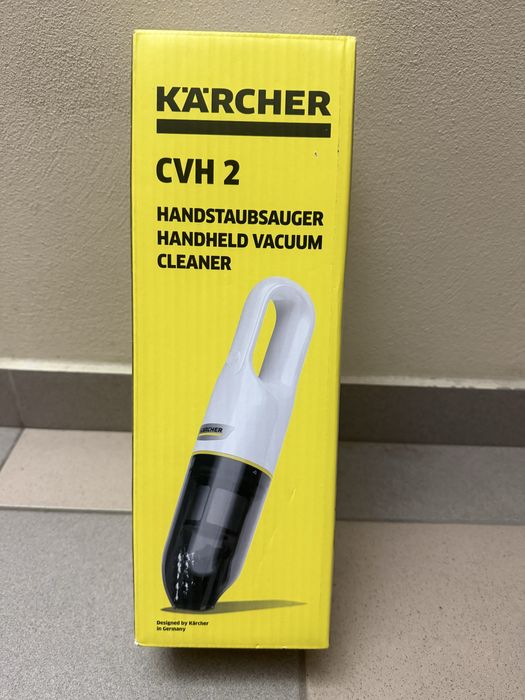 KÄRCHER
CVH 2
HANDSTAUBSAUGER
HANDHELD VACUUM
CLEANER
KÄRCHER
Designed by Kärcher
in Germany